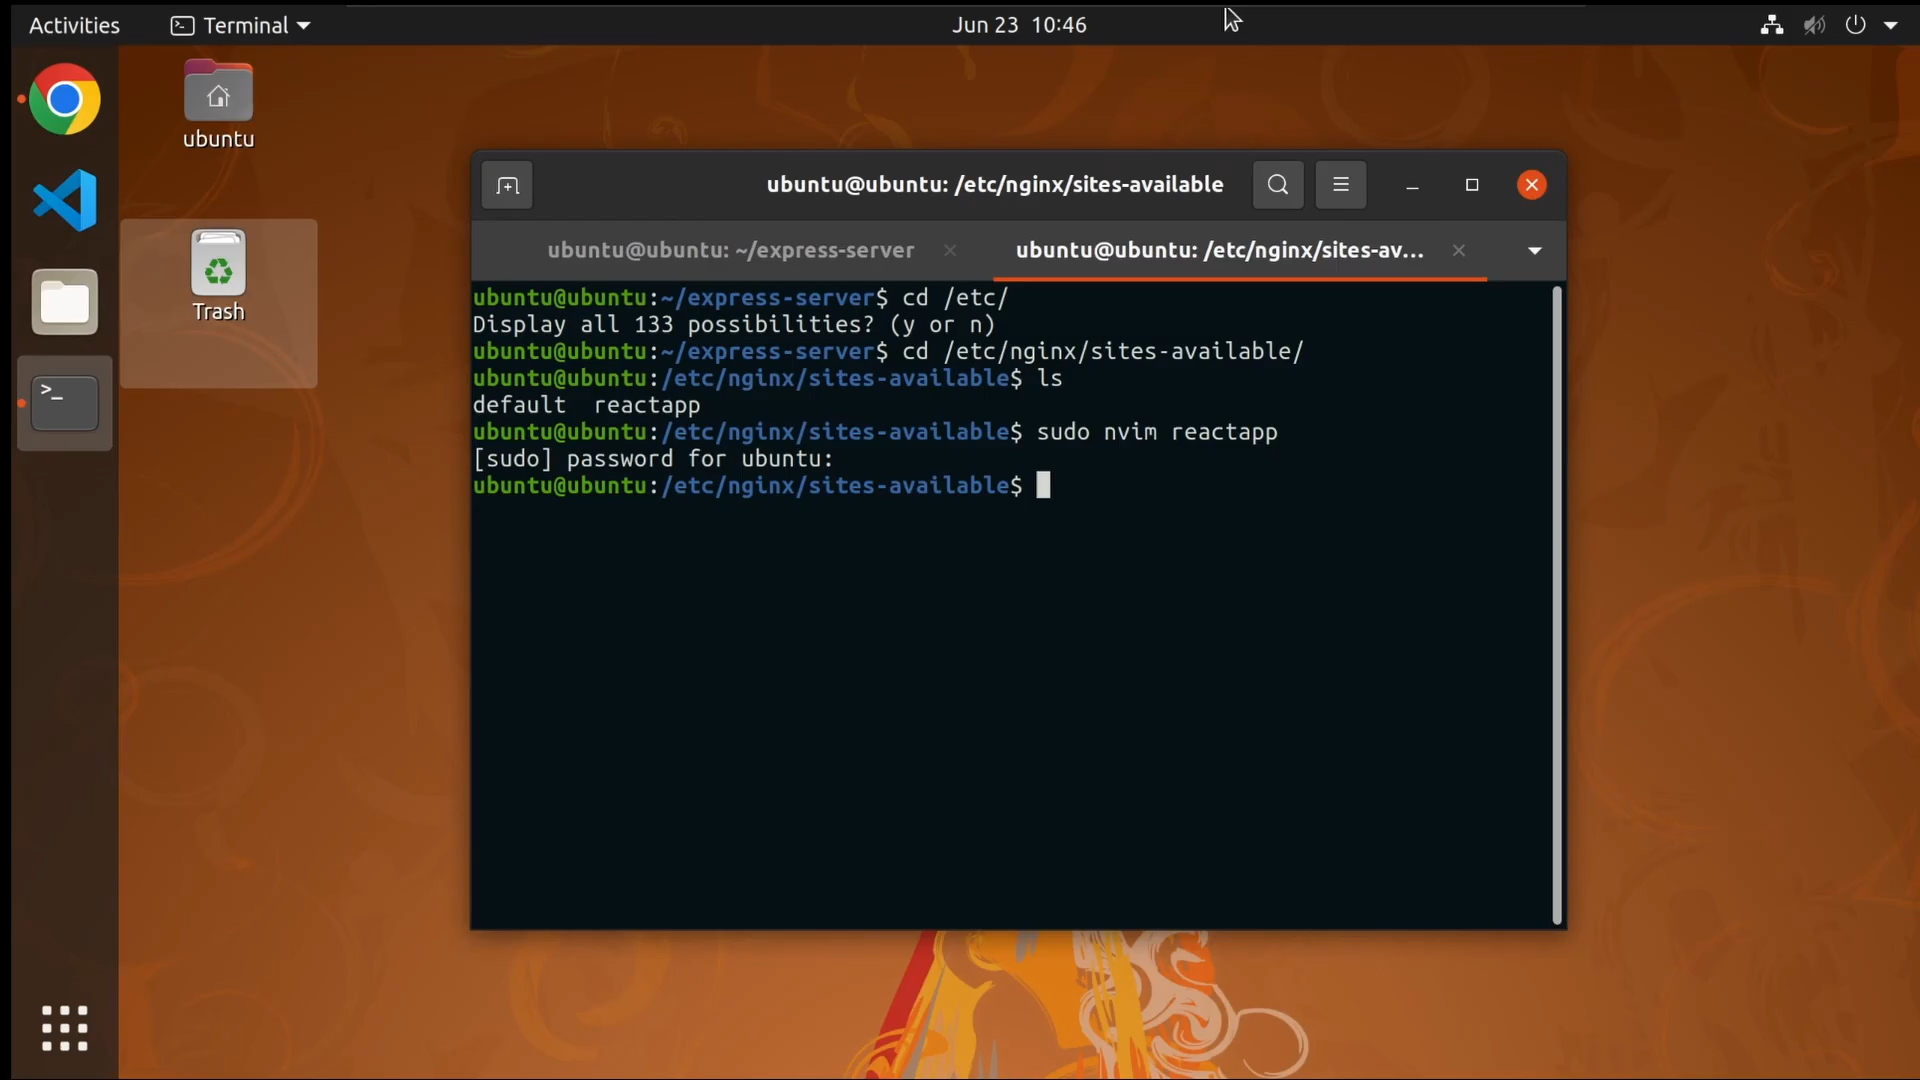 Activities
Terminal
Jun 23 10:46
ubuntu
Trash
ubuntu@ubuntu: /etc/nginx/sites-available
ubuntu@ubuntu: ~/express-server
ubuntu@ubuntu: /etc/nginx/sites-av...
ubuntu@ubuntu:~/express-server$ cd /etc/
Display all 133 possibilities? (y or n)
ubuntu@ubuntu:~/express-server$ cd /etc/nginx/sites-available/
ubuntu@ubuntu:/etc/nginx/sites-available$ ls
default  reactapp
ubuntu@ubuntu:/etc/nginx/sites-available$ sudo nvim reactapp
[sudo] password for ubuntu:
ubuntu@ubuntu:/etc/nginx/sites-available$